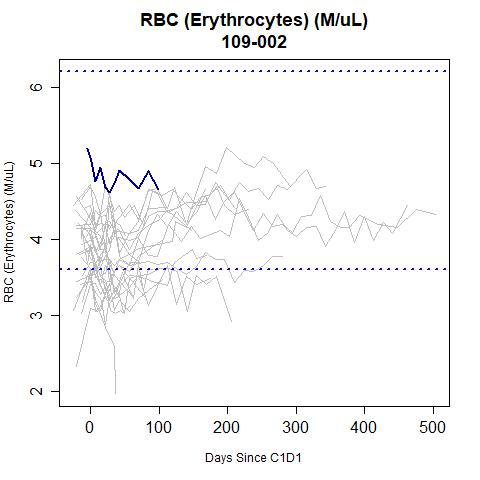 RBC (Erythrocytes) (M/uL)
109-002
RBC (Erythrocytes) (M/uL)
6
5
4
3
2
0 100 200 300 400 500
Days Since C1D1